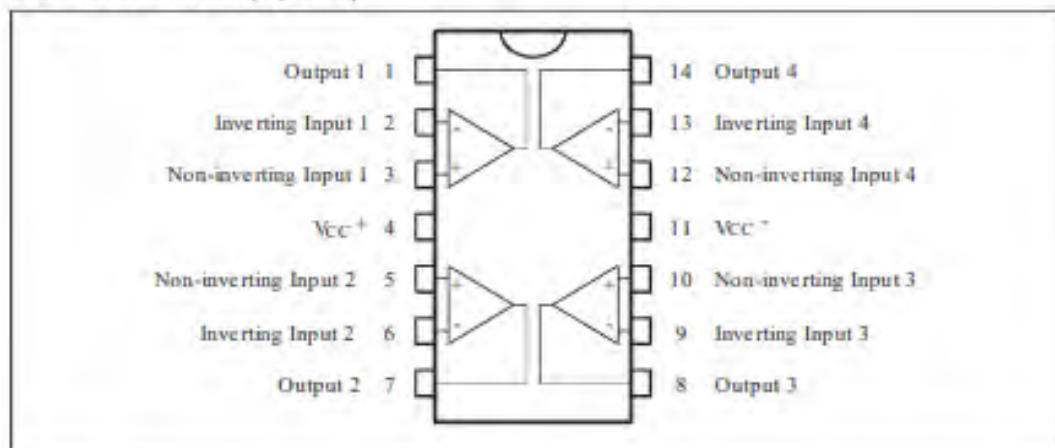 Output 1 1
Inverting Input 1 2
Non-inverting Input 1 3
VCC + 4
Non-inverting Input 2 5
Inverting Input 2 6
Output 2 7
14 Output 4
13 Inverting Input 4
12 Non-inverting Input 4
11 VCC -
10 Non-inverting Input 3
9 Inverting Input 3
8 Output 3
- +
- +
+ -
+ -